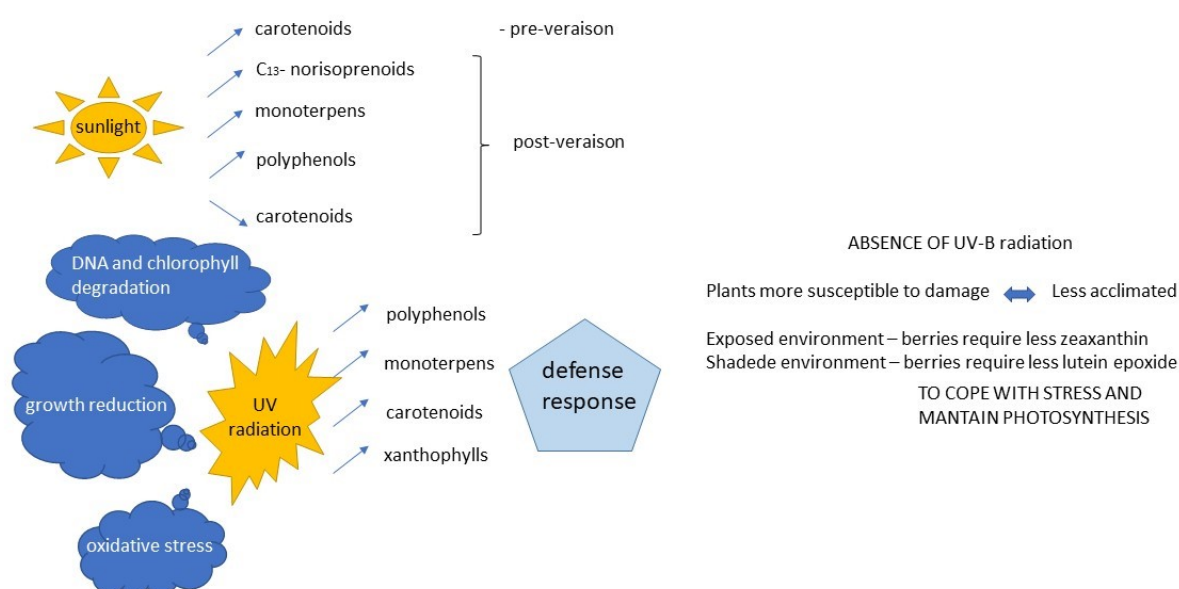 carotenoids
- pre-veraison
C13- norisoprenoids
monoterpens
sunlight
post-veraison
polyphenols
carotenoids
DNA and chlorophyll
degradation
growth reduction
oxidative stress
UV
radiation
polyphenols
monoterpens
carotenoids
xanthophylls
defense
response
ABSENCE OF UV-B radiation
Plants more susceptible to damage Less acclimated
Exposed environment – berries require less zeaxanthin
Shadede environment – berries require less lutein epoxide
TO COPE WITH STRESS AND
MANTAIN PHOTOSYNTHESIS